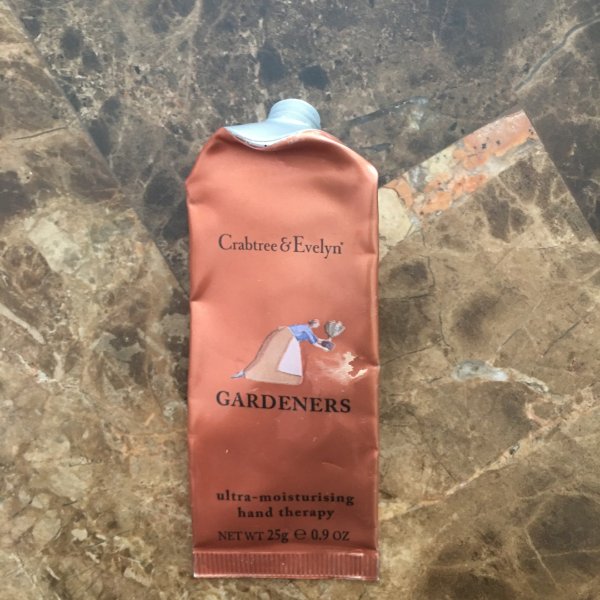 Crabtree & Evelyn®
GARDENERS
ultra-moisturising
hand therapy
NET WT 25g ℮ 0.9 OZ